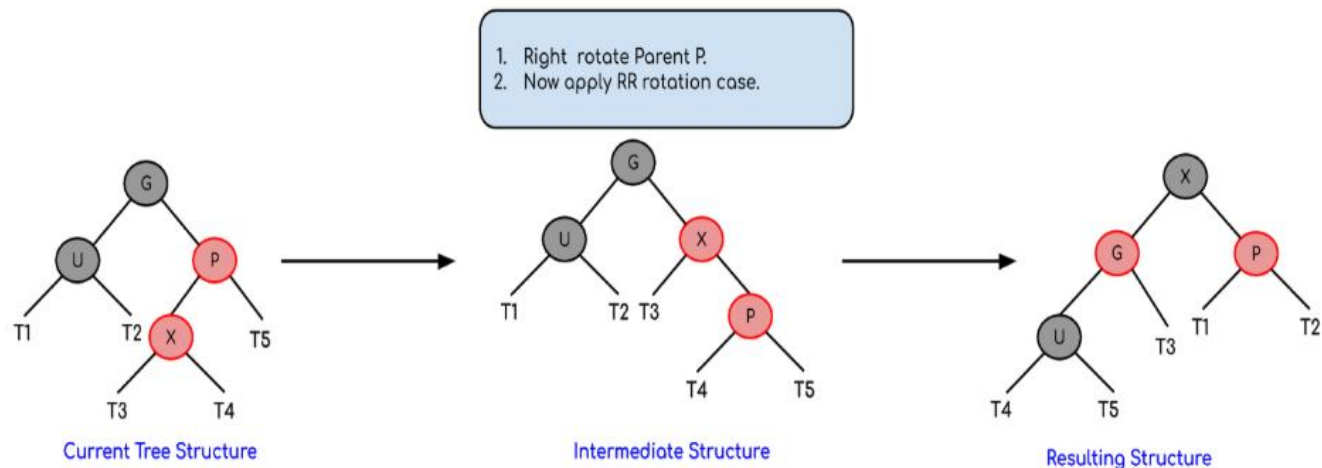 1. Right rotate Parent P.
2. Now apply RR rotation case.
G
U
P
T1
T2
X
T5
T3
T4
Current Tree Structure
G
U
X
T1
T2
T3
P
T4
T5
Intermediate Structure
X
G
P
U
T3
T1
T2
T4
T5
Resulting Structure